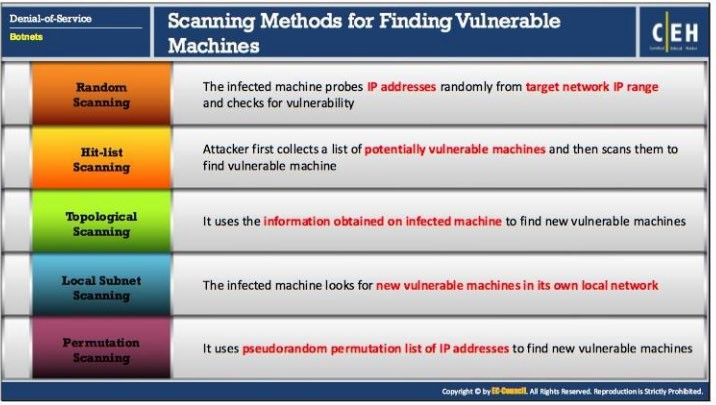 Denial-of-Service
Botnets
Scanning Methods for Finding Vulnerable
Machines
C|EH
Certified Ethical Hacker
Random
Scanning
The infected machine probes IP addresses randomly from target network IP range
and checks for vulnerability
Hit-list
Scanning
Attacker first collects a list of potentially vulnerable machines and then scans them to
find vulnerable machine
Topological
Scanning
It uses the information obtained on infected machine to find new vulnerable machines
Local Subnet
Scanning
The infected machine looks for new vulnerable machines in its own local network
Permutation
Scanning
It uses pseudorandom permutation list of IP addresses to find new vulnerable machines
Copyright © by EC-Council. All Rights Reserved. Reproduction is Strictly Prohibited.